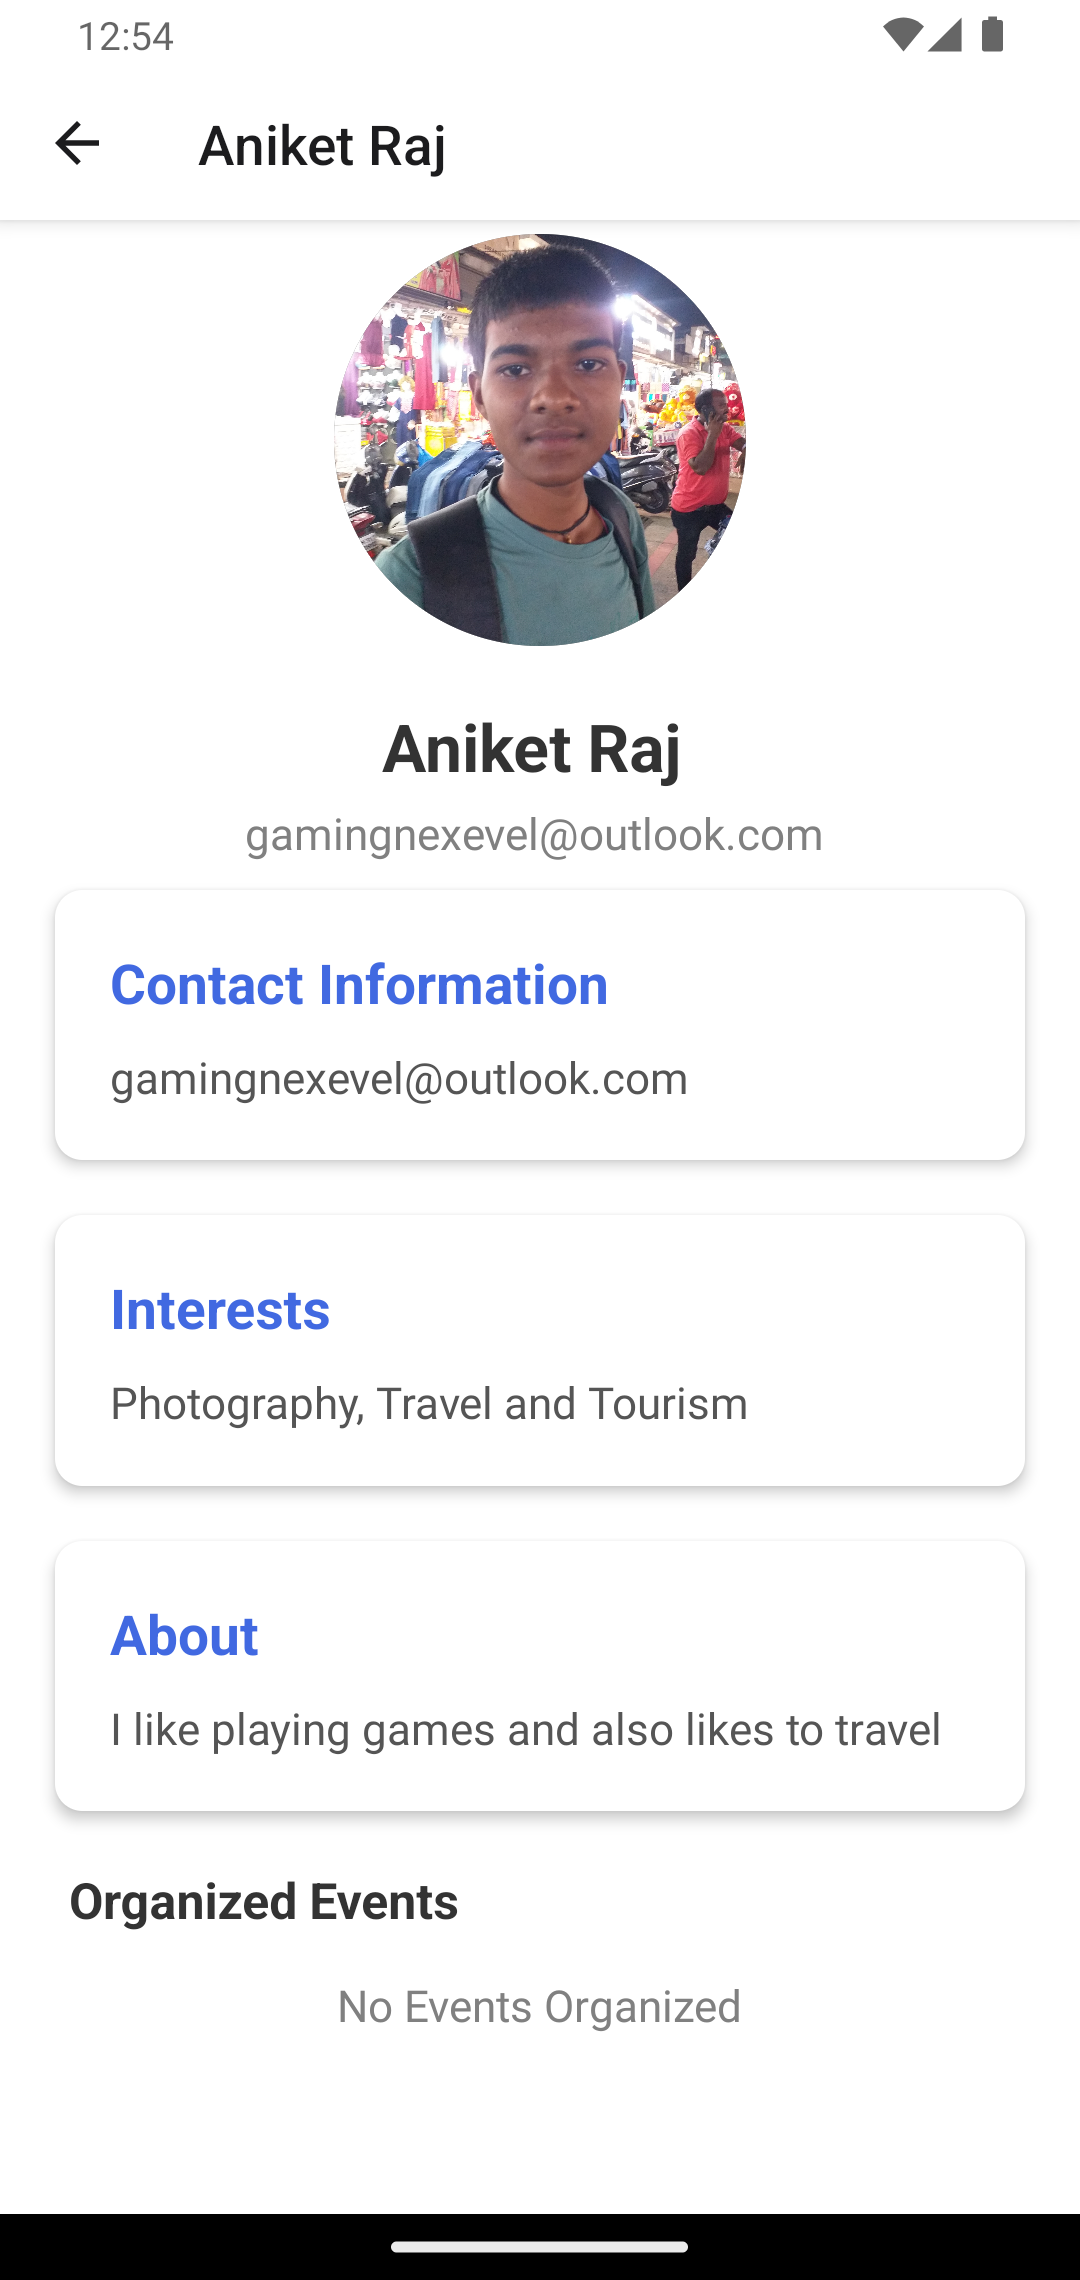 12:54
Aniket Raj
Aniket Raj
gamingnexevel@outlook.com
Contact Information
gamingnexevel@outlook.com
Interests
Photography, Travel and Tourism
About
I like playing games and also likes to travel
Organized Events
No Events Organized